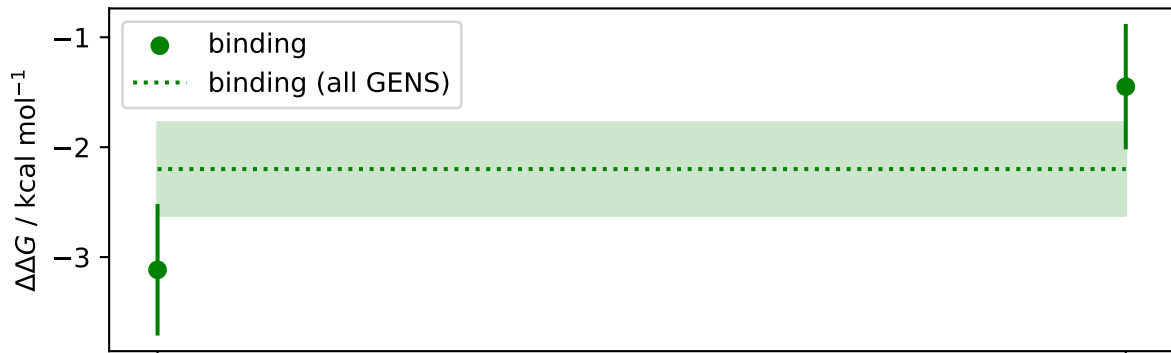 −1
−2
−3
ΔΔG / kcal mol⁻¹
binding
binding (all GENS)